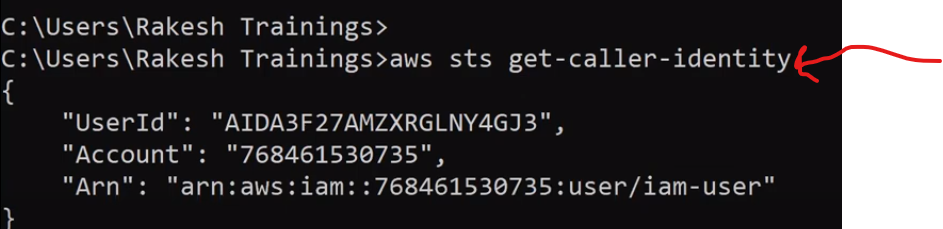 C:\Users\Rakesh Trainings>
C:\Users\Rakesh Trainings>aws sts get-caller-identity
{
    "UserId": "AIDA3F27AMZXRGLNY4GJ3",
    "Account": "768461530735",
    "Arn": "arn:aws:iam::768461530735:user/iam-user"
}